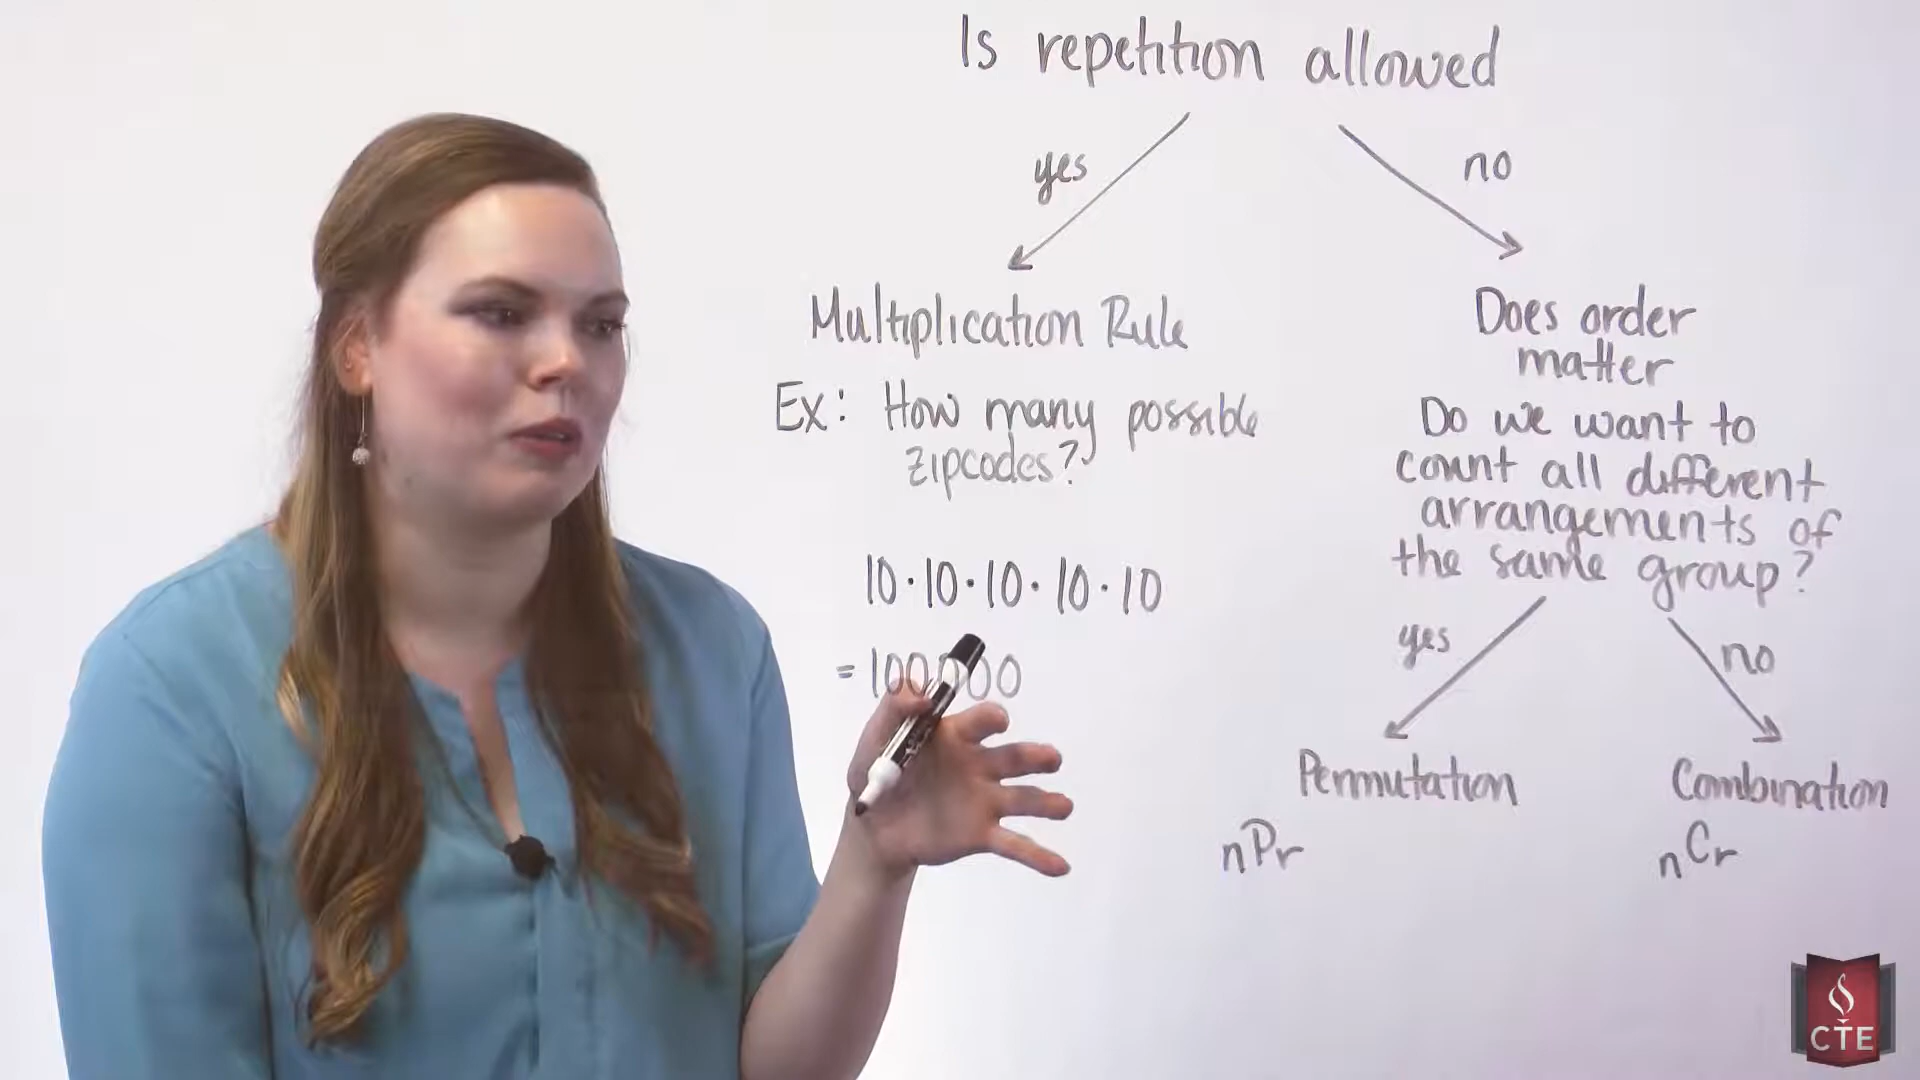 Is repetition allowed
yes
no
Multiplication Rule
Ex: How many possible
zipcodes?
10·10·10·10·10
=100000
Does order
matter
Do we want to
count all different
arrangements of
the same group?
yes
no
Permutation
nPr
Combination
nCr
CTE